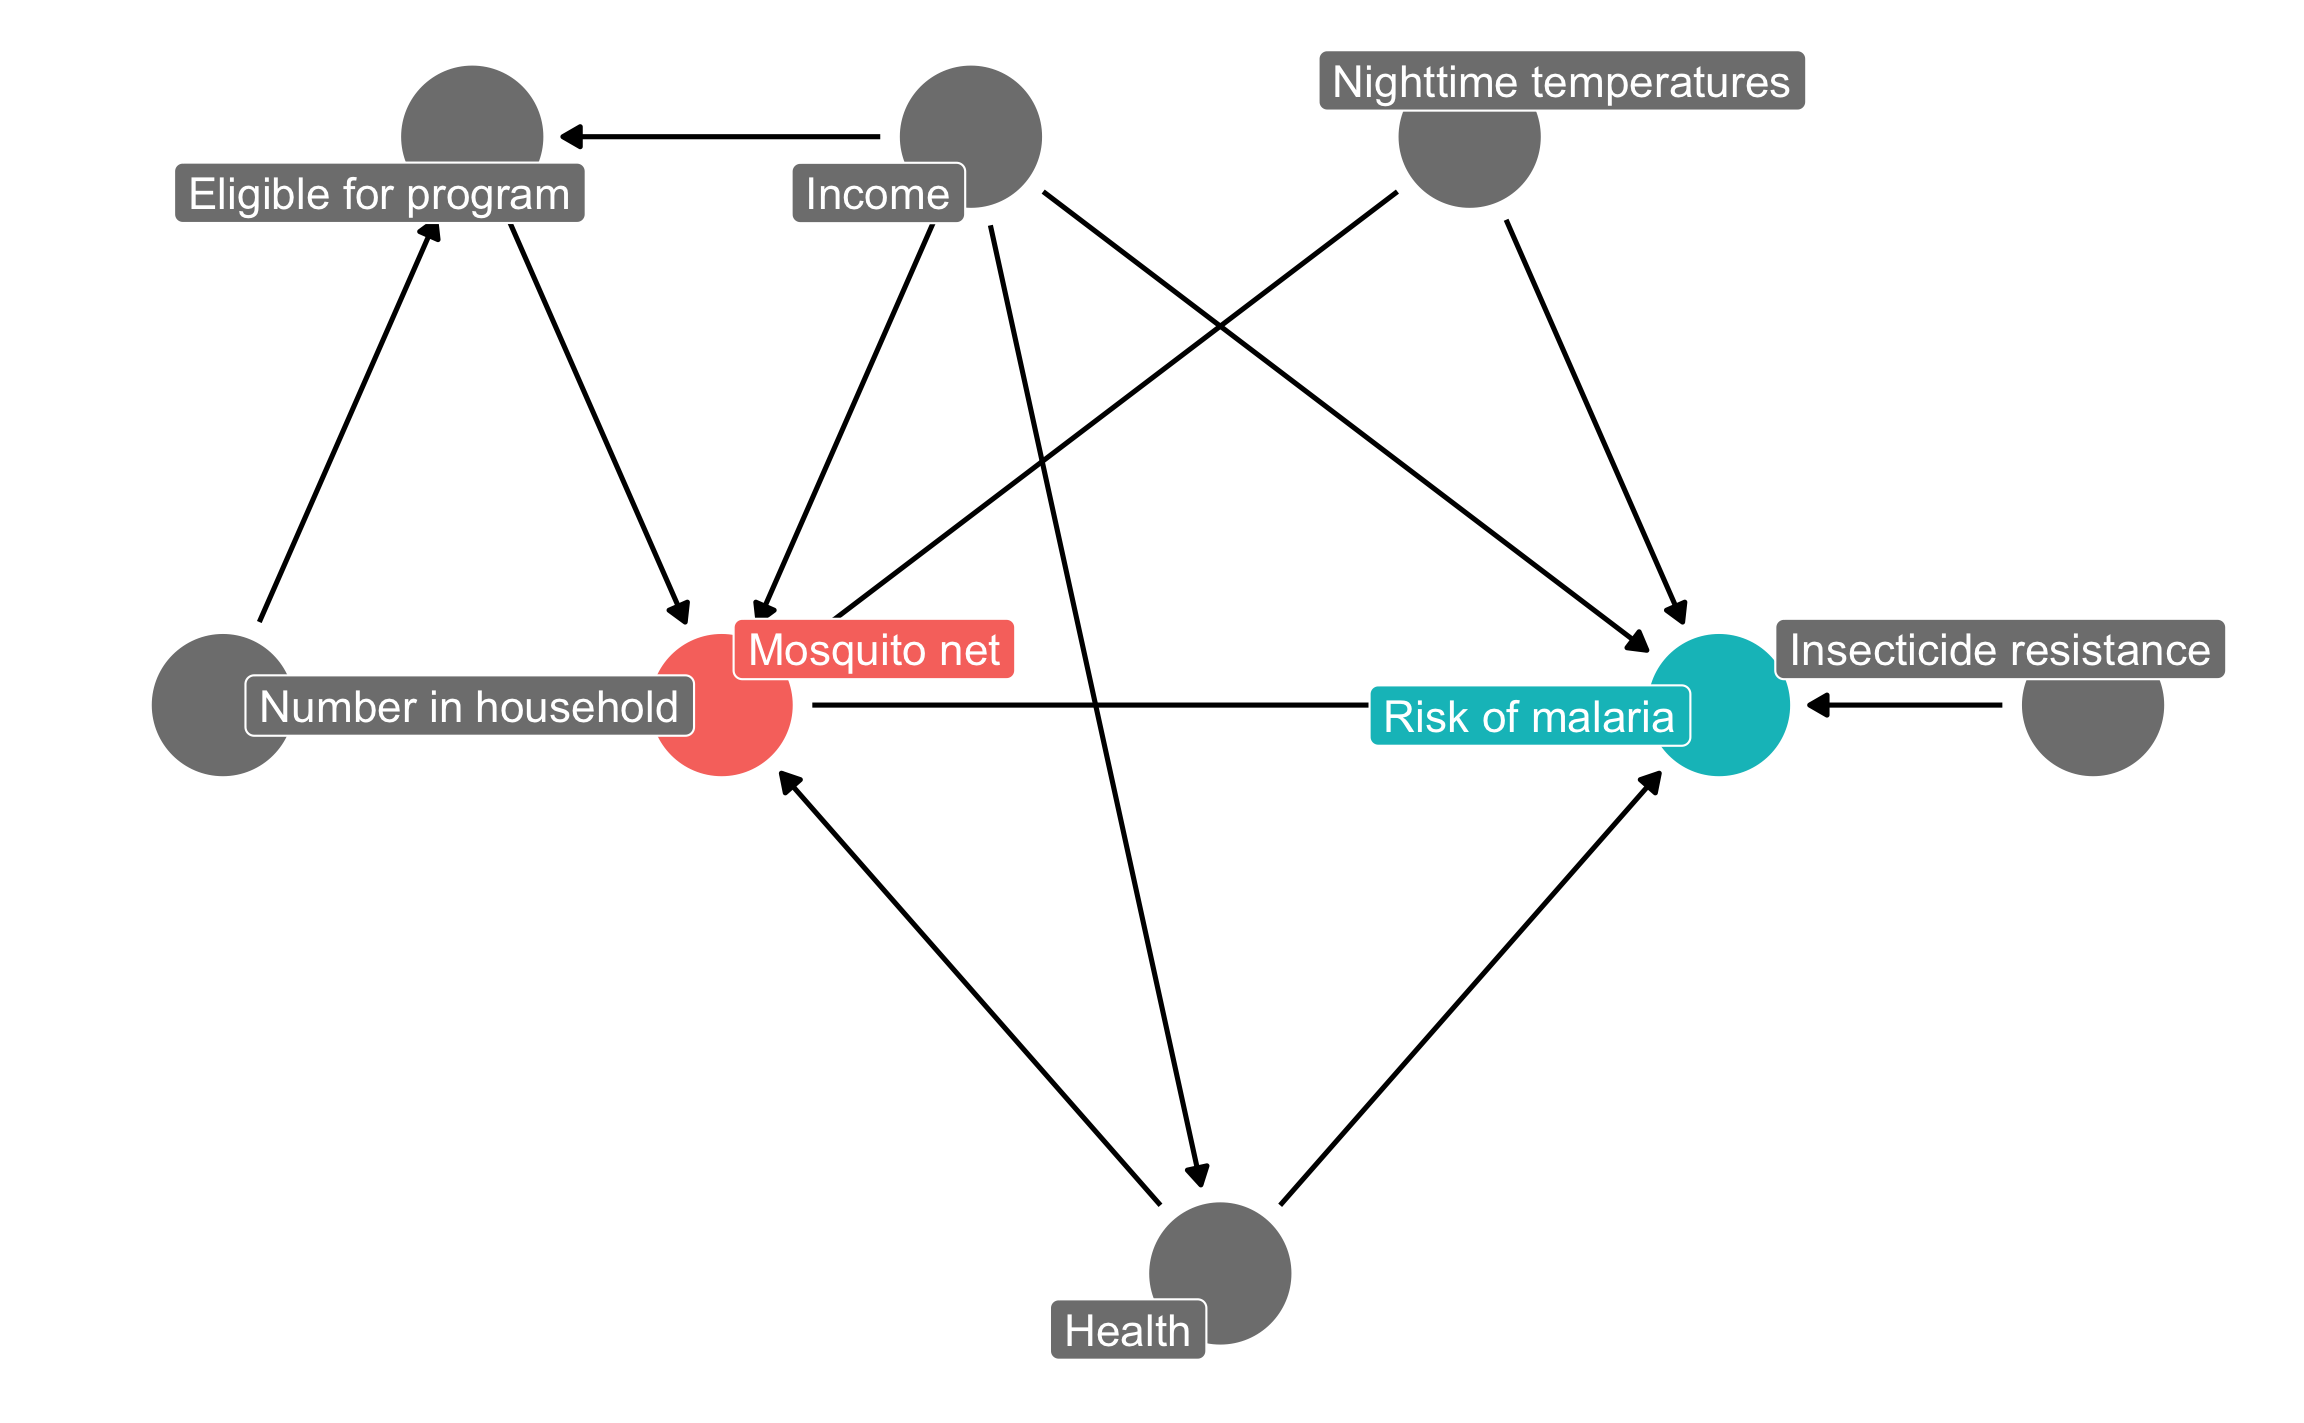 Nighttime temperatures
Eligible for program
Income
Mosquito net
Insecticide resistance
Number in household
Risk of malaria
Health